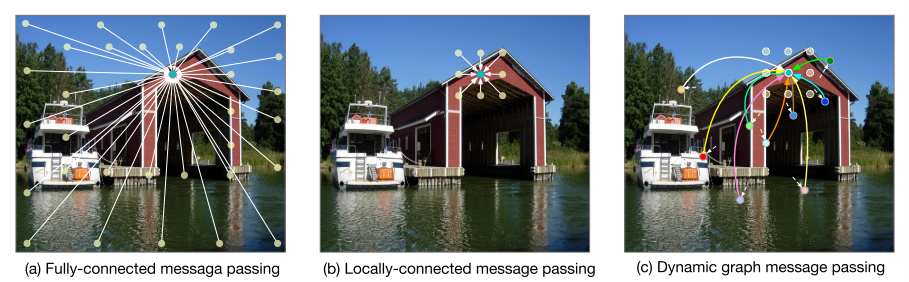 (a) Fully-connected messaga passing
(b) Locally-connected message passing
(c) Dynamic graph message passing